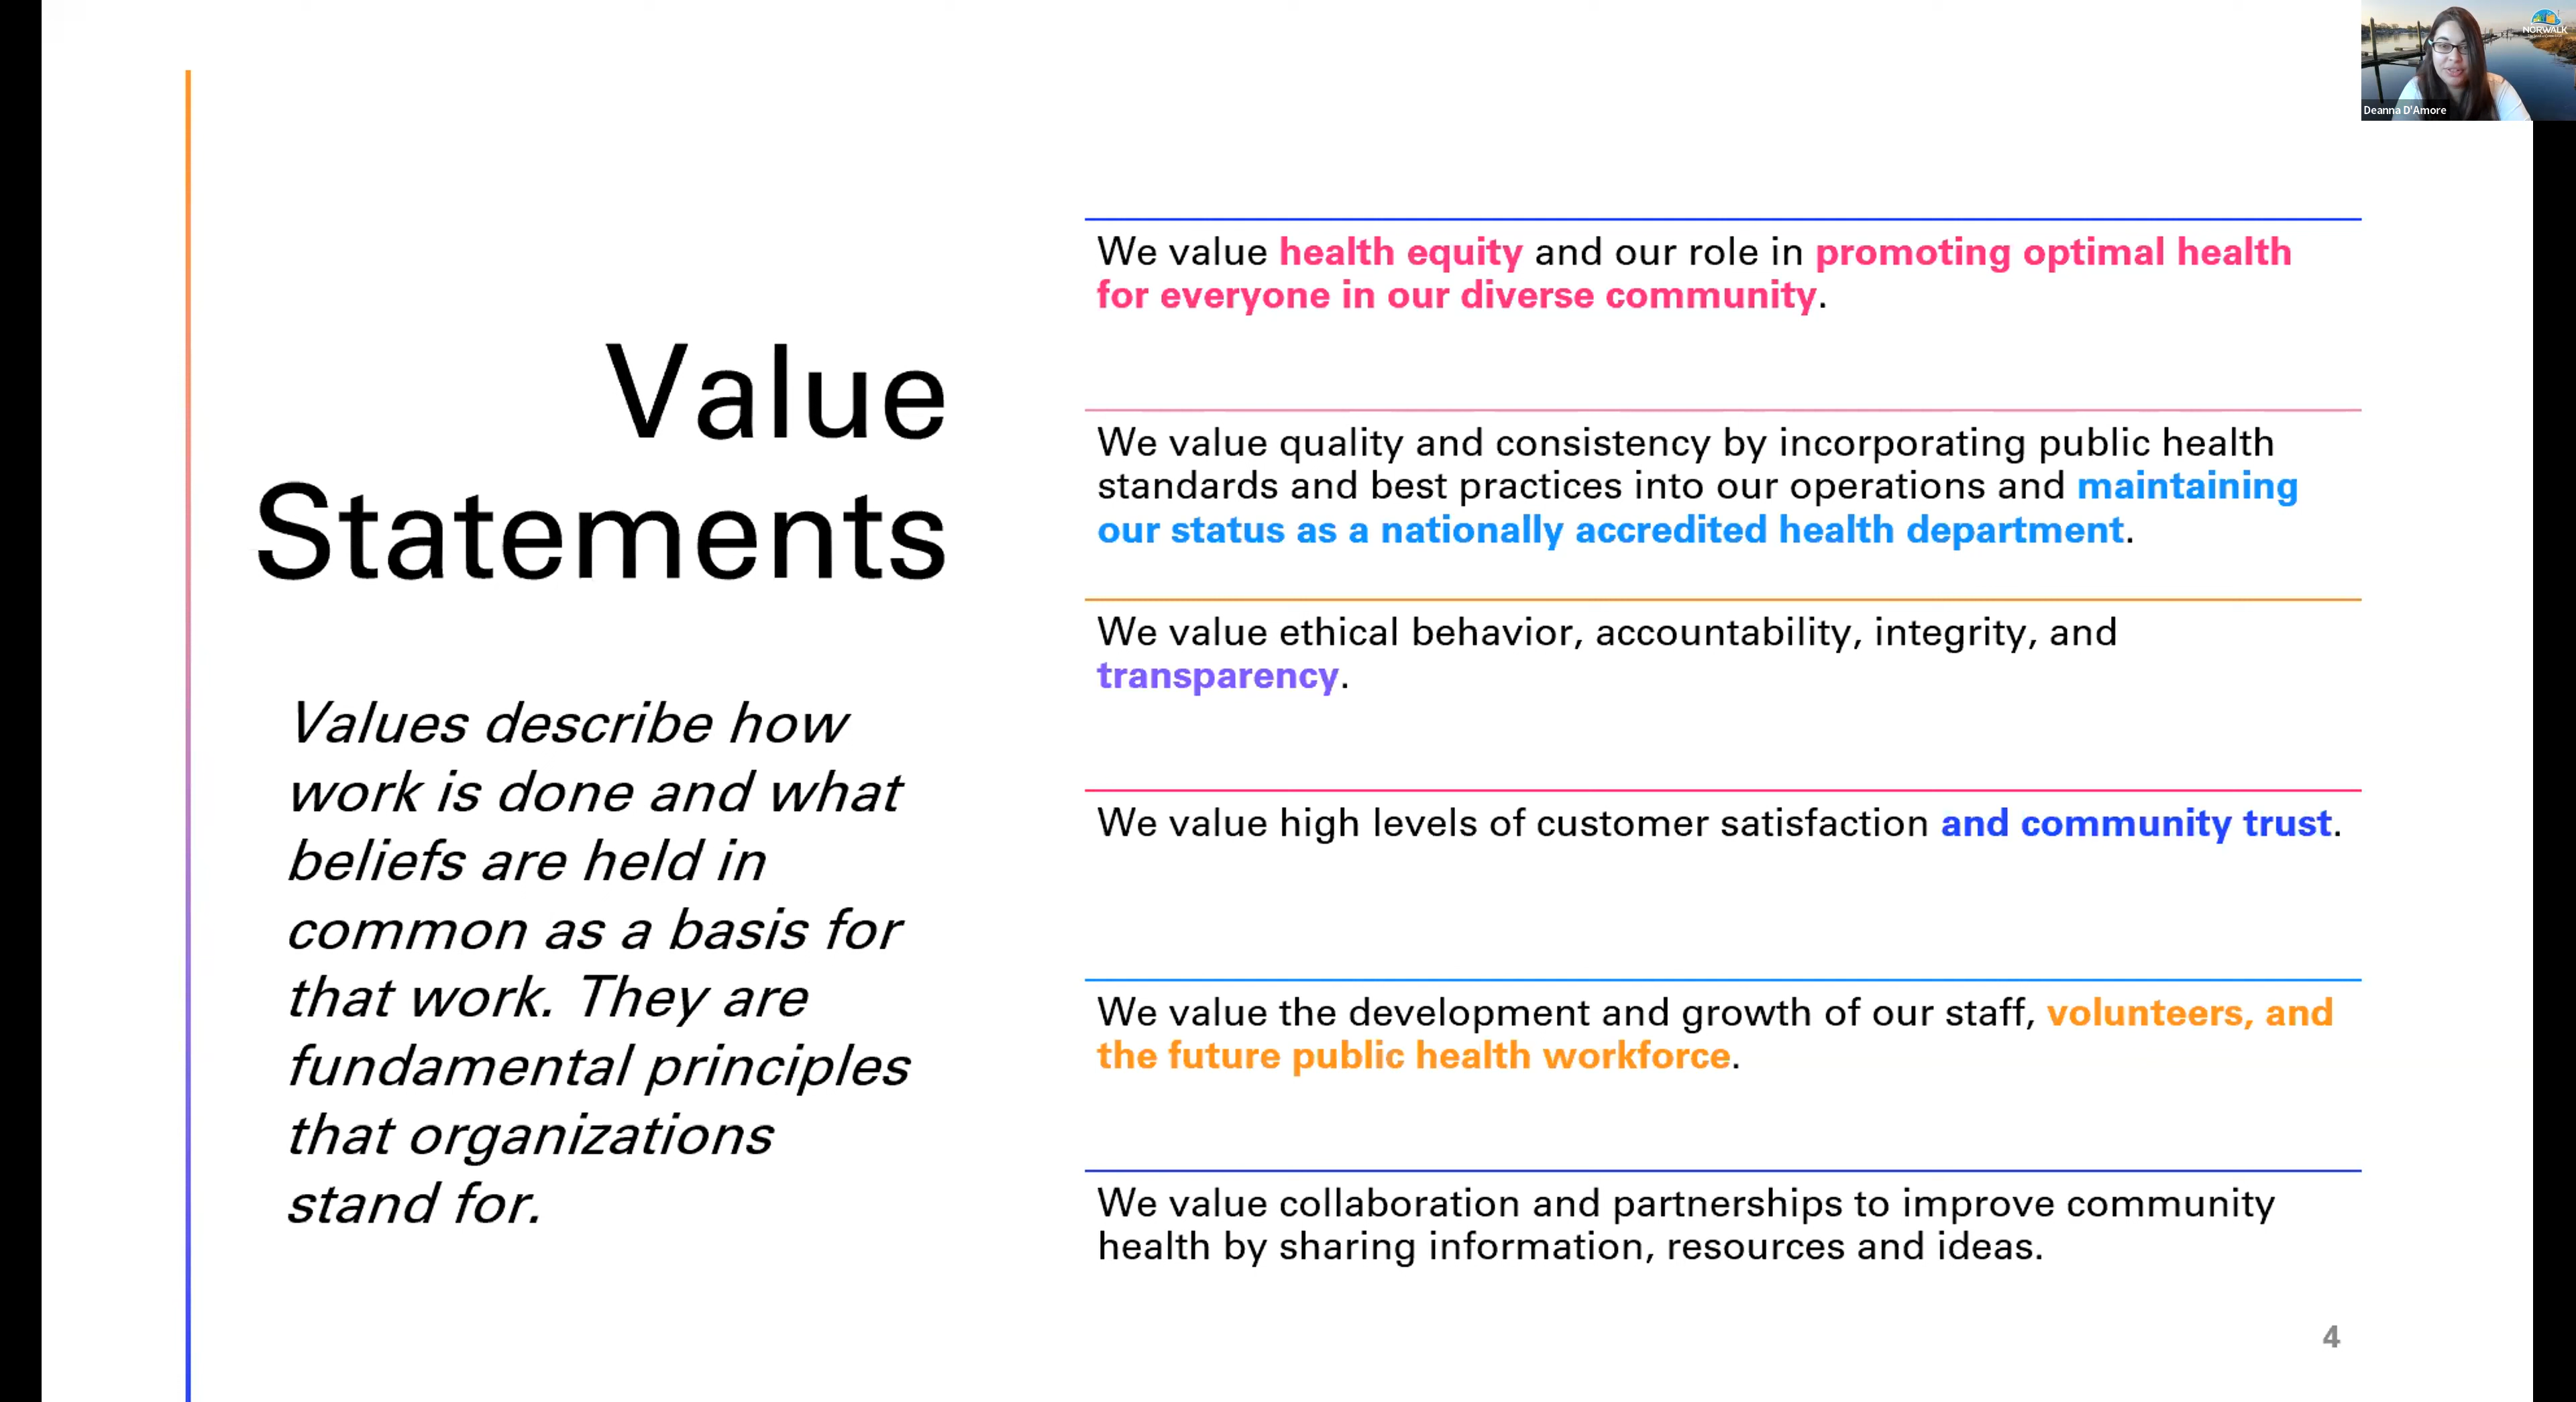 NORWALK
Deanna D'Amore
Value
Statements
Values describe how
work is done and what
beliefs are held in
common as a basis for
that work. They are
fundamental principles
that organizations
stand for.
We value health equity and our role in promoting optimal health
for everyone in our diverse community.
We value quality and consistency by incorporating public health
standards and best practices into our operations and maintaining
our status as a nationally accredited health department.
We value ethical behavior, accountability, integrity, and
transparency.
We value high levels of customer satisfaction and community trust.
We value the development and growth of our staff, volunteers, and
the future public health workforce.
We value collaboration and partnerships to improve community
health by sharing information, resources and ideas.
4